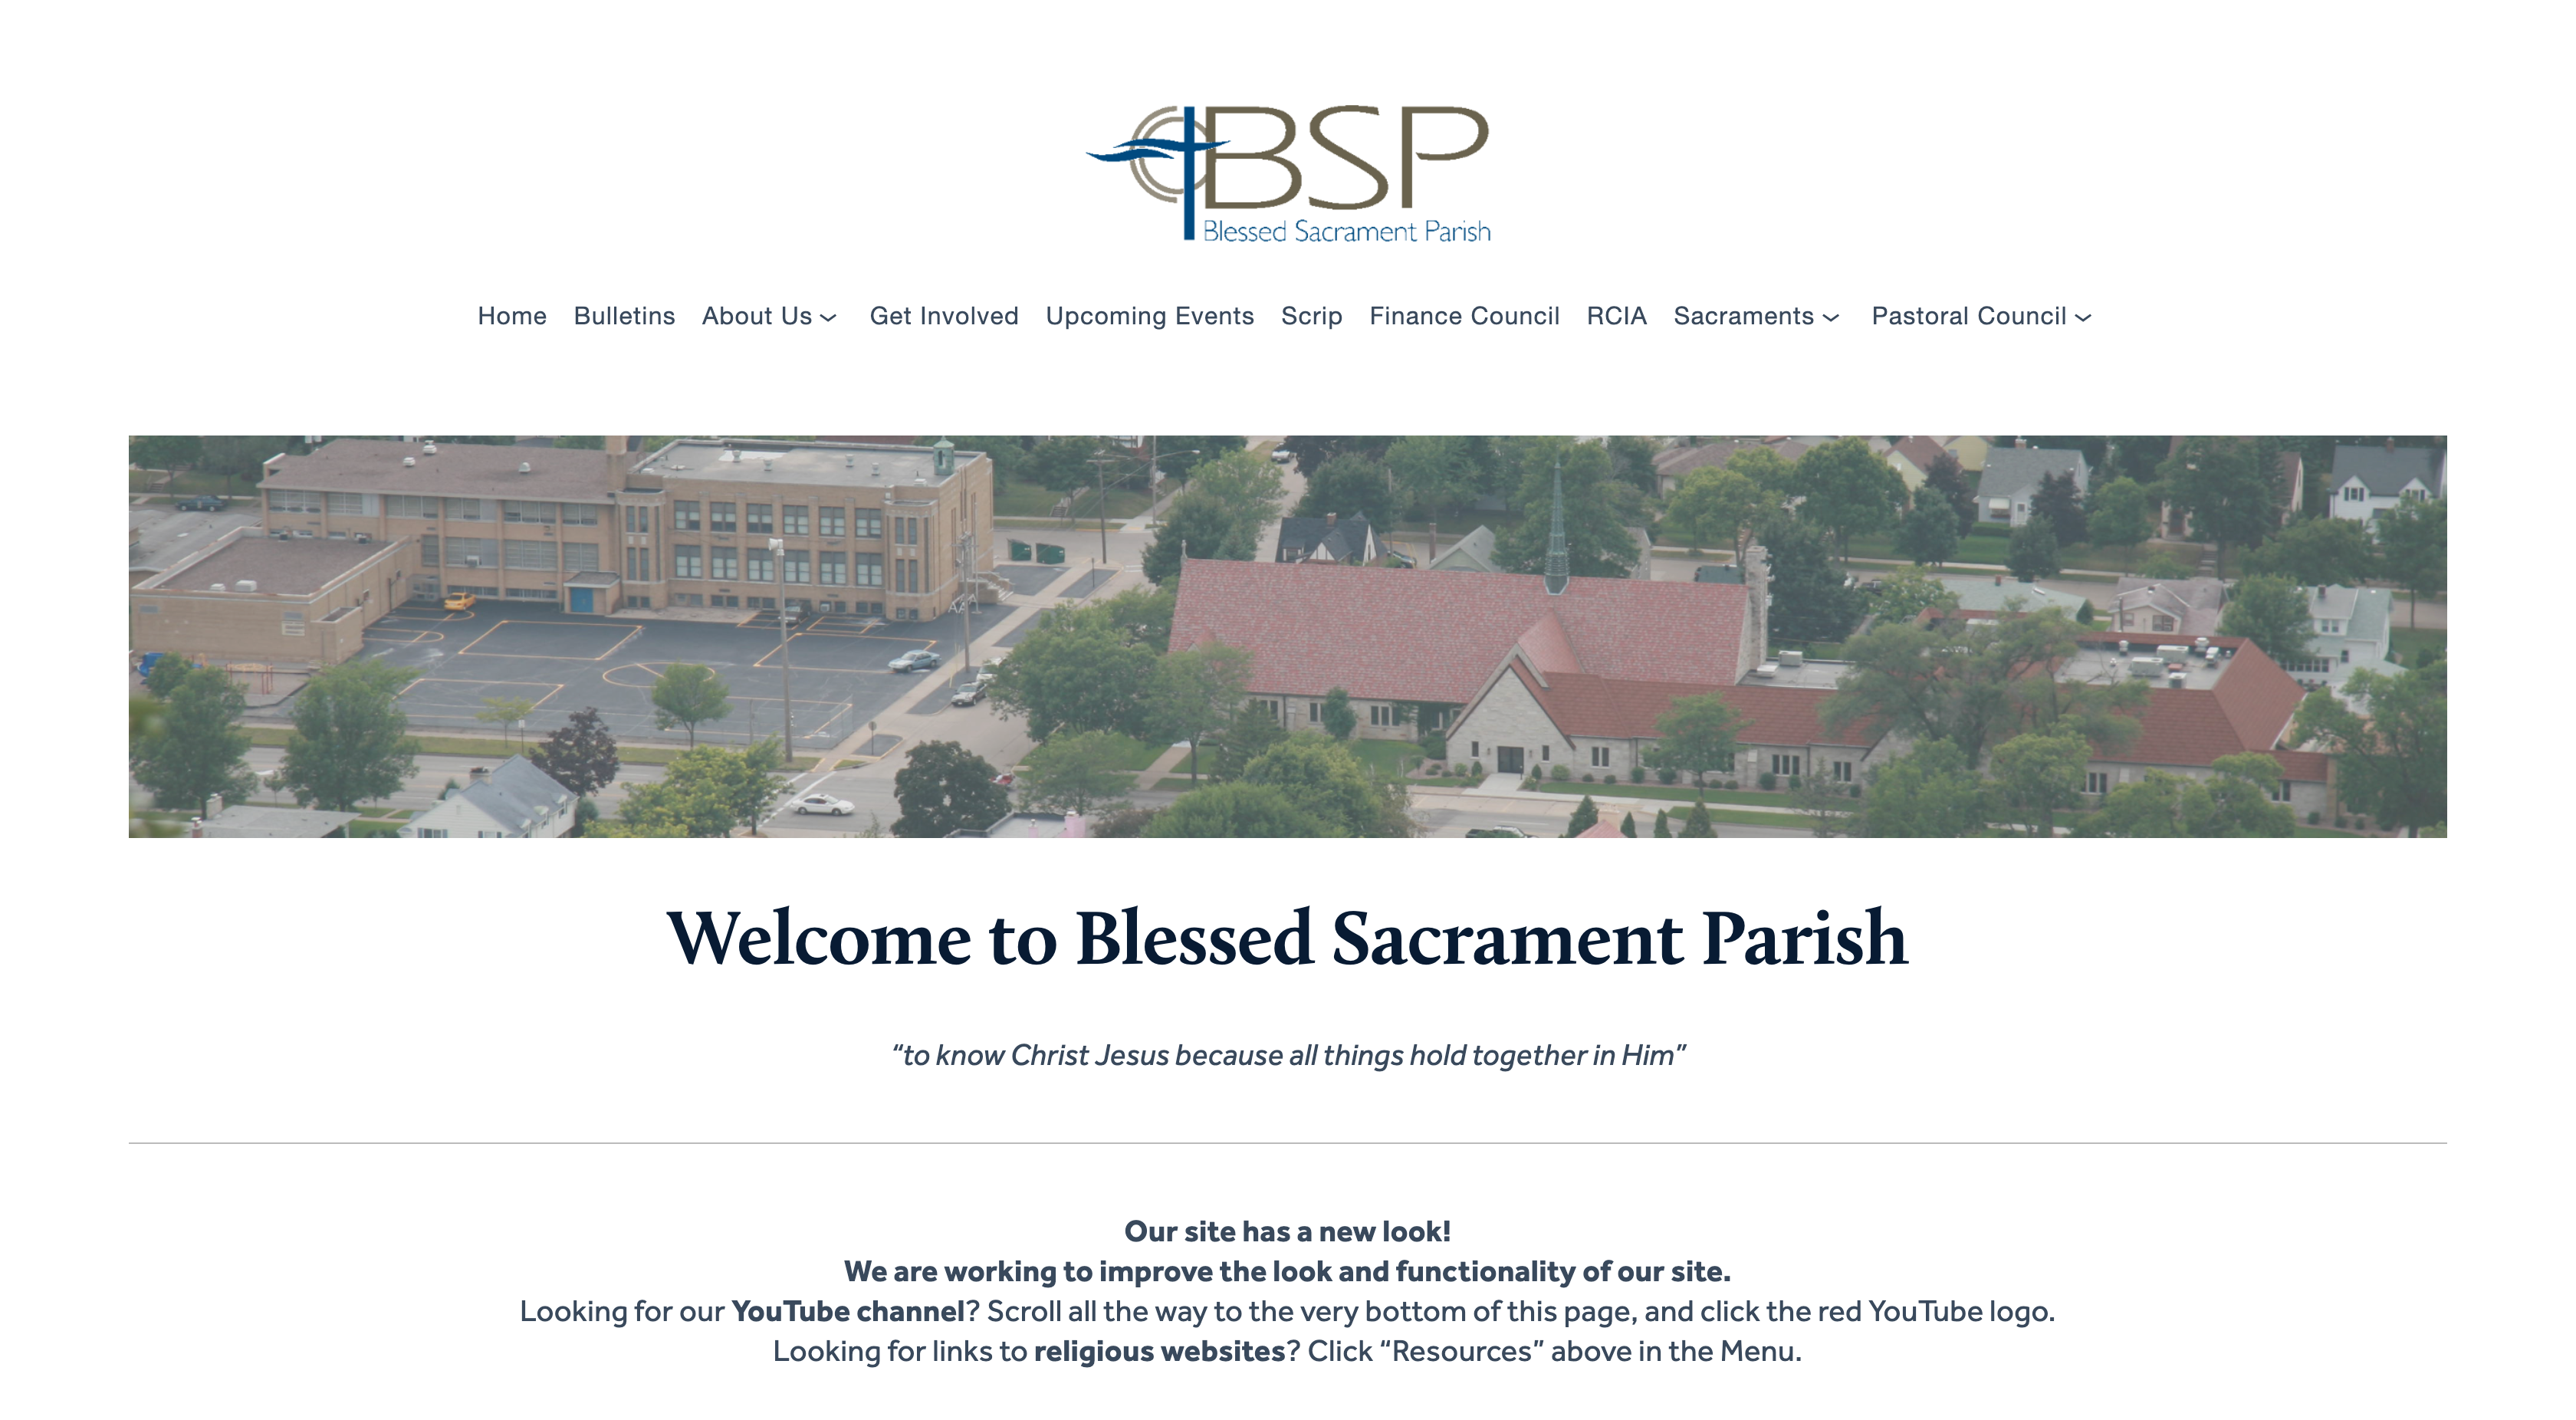 BSP
Blessed Sacrament Parish
Home Bulletins About Us Get Involved Upcoming Events Scrip Finance Council RCIA Sacraments Pastoral Council
Welcome to Blessed Sacrament Parish
“to know Christ Jesus because all things hold together in Him”
Our site has a new look!
We are working to improve the look and functionality of our site.
Looking for our YouTube channel? Scroll all the way to the very bottom of this page, and click the red YouTube logo.
Looking for links to religious websites? Click “Resources” above in the Menu.